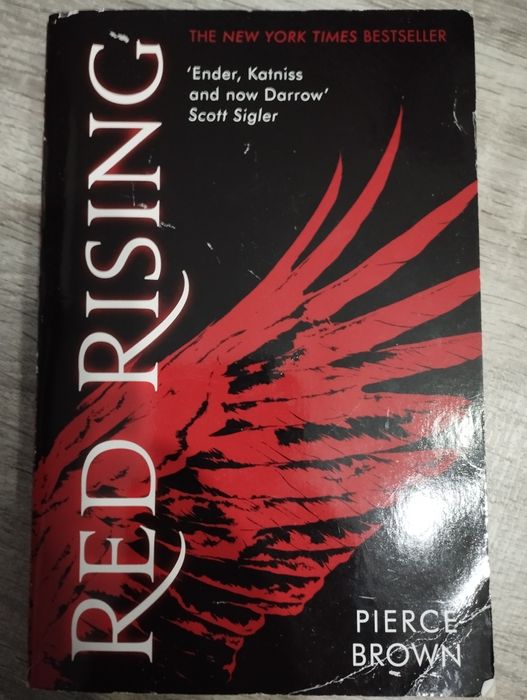 THE NEW YORK TIMES BESTSELLER
'Ender, Katniss
and now Darrow'
Scott Sigler
RED RISING
PIERCE
BROWN